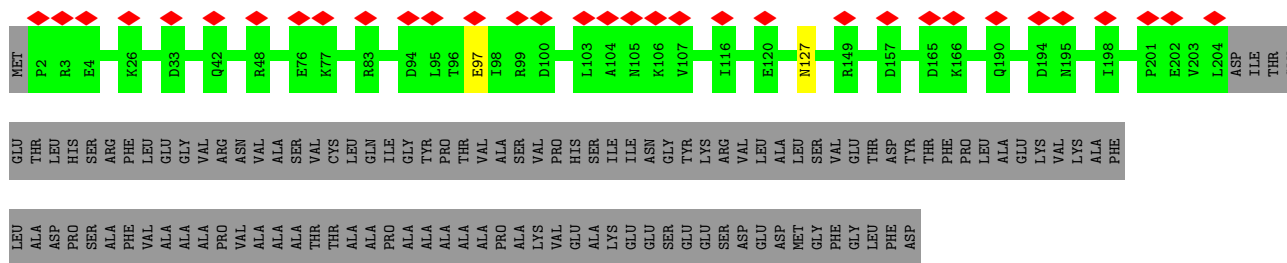 MET P2 R3 E4 K26 D33 Q42 R48 E76 K77 R83 D94 L95 T96 E97 I98 R99 D100 L103 A104 N105 K106 V107 I116 E120 N127 R149 D157 D165 K166 Q190 D194 N195 I198 P201 E202 V203 L204 ASP ILE THR
GLU THR LEU HIS SER ARG PHE LEU GLU GLY VAL ARG ASN VAL ALA SER VAL CYS LEU GLN ILE GLY TYR PRO THR VAL ALA SER VAL PRO HIS SER ILE ILE ASN GLY TYR LYS ARG VAL LEU ALA LEU SER VAL GLU THR ASP TYR THR PHE PRO LEU ALA GLU LYS VAL LYS ALA PHE
LEU ALA ASP PRO SER ALA PHE VAL ALA ALA ALA PRO VAL ALA ALA ALA THR THR ALA ALA PRO ALA ALA ALA ALA ALA PRO ALA LYS VAL GLU ALA LYS GLU GLU SER GLU GLU SER ASP GLU ASP MET GLY PHE GLY LEU PHE ASP